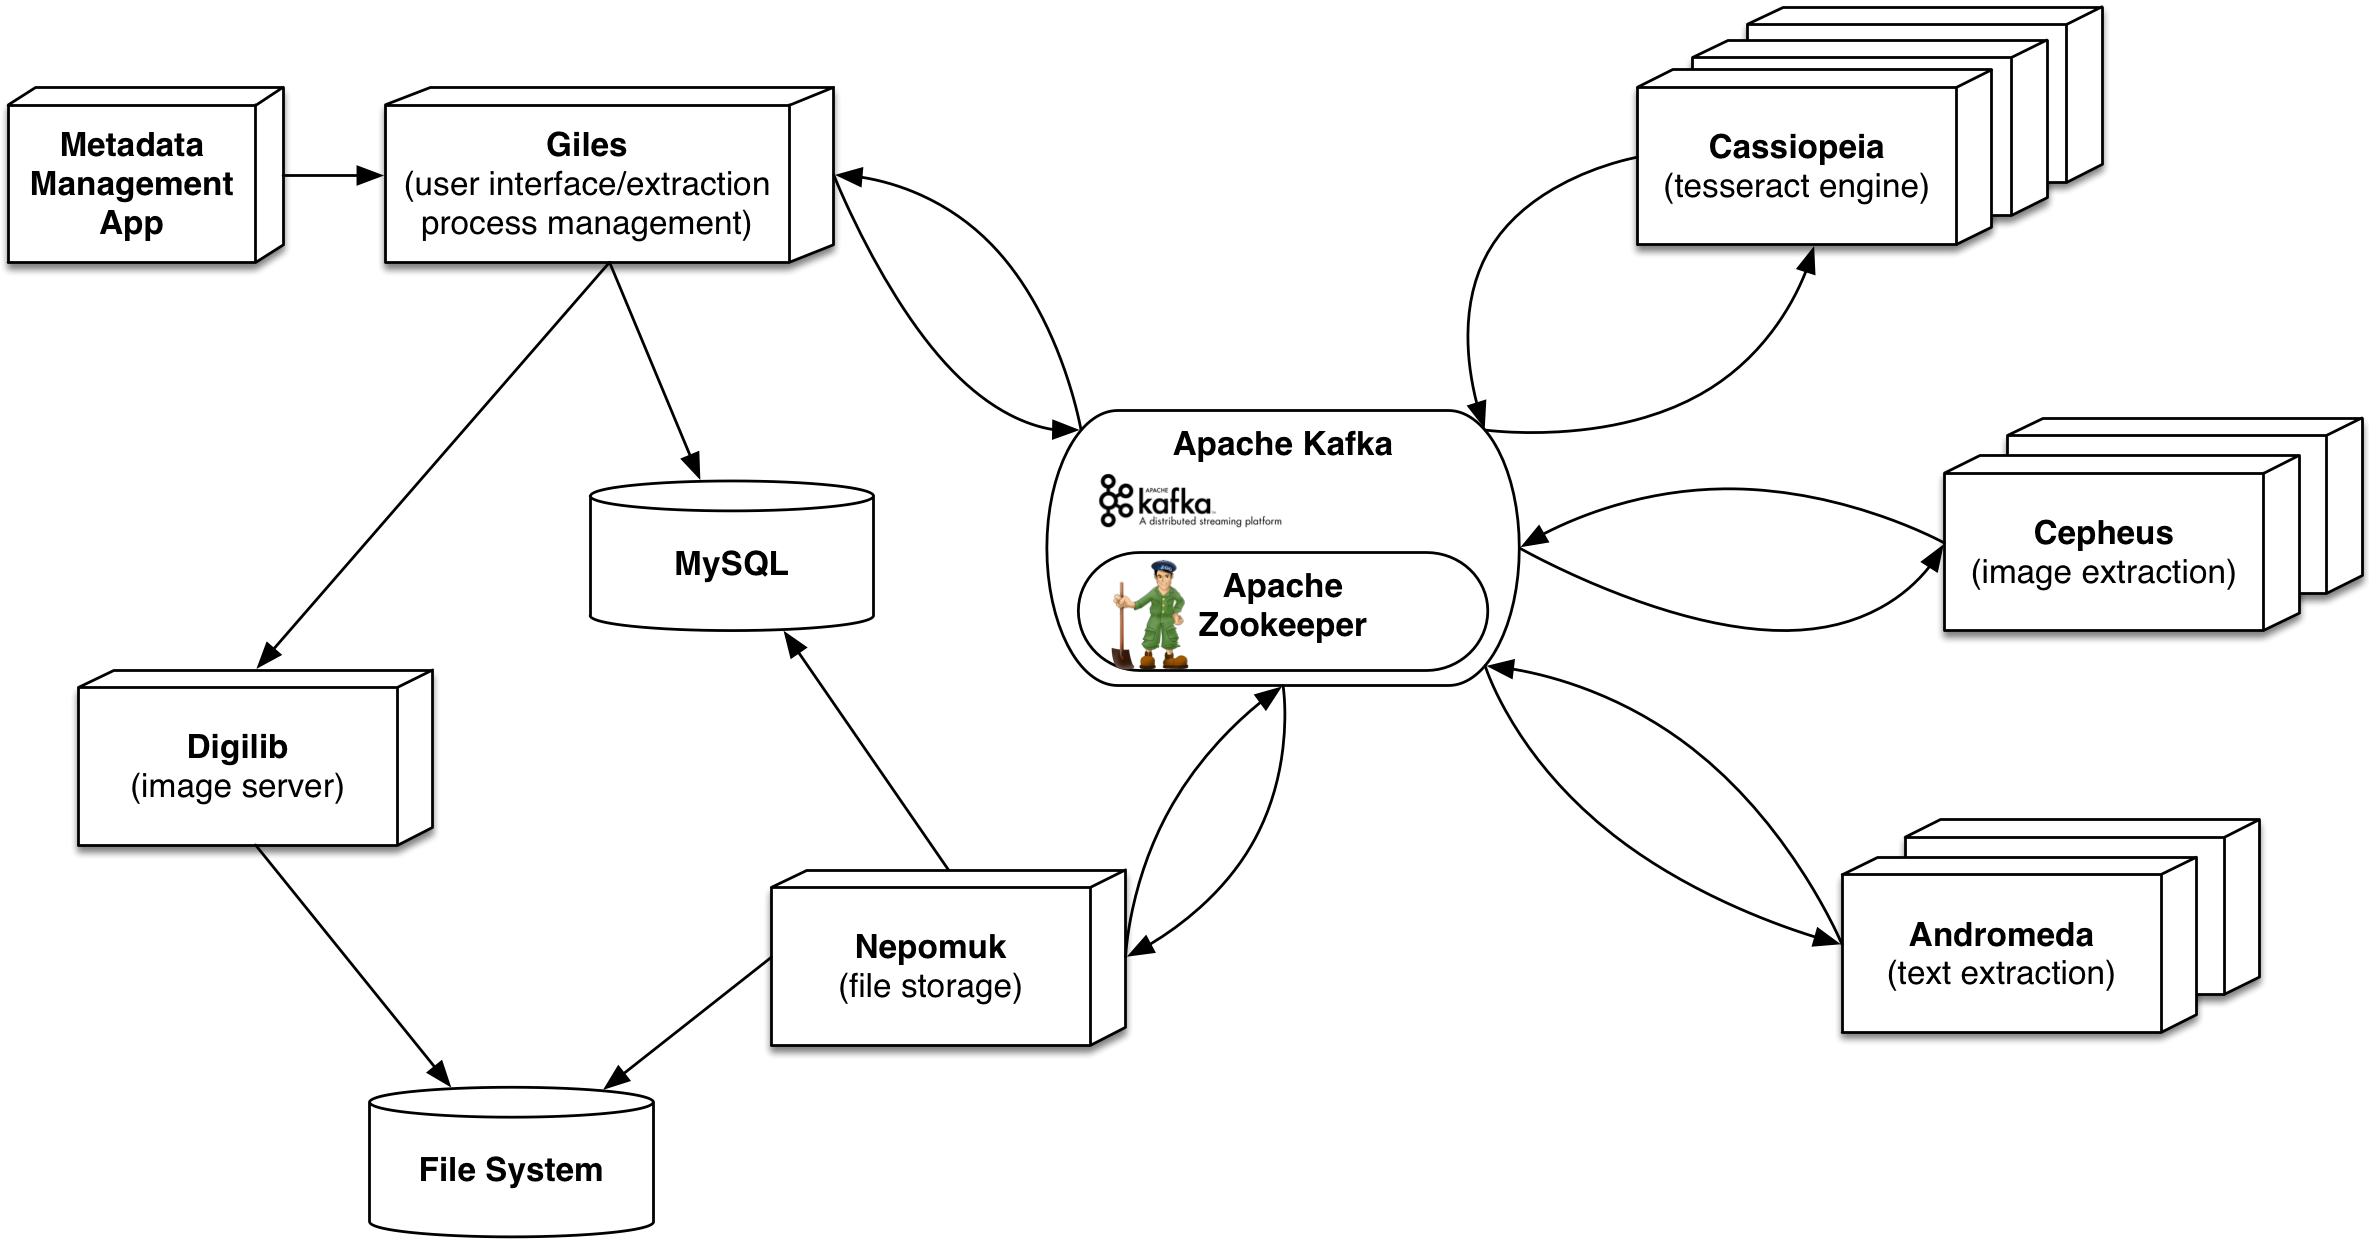 Metadata
Management
App
Giles
(user interface/extraction
process management)
Cassiopeia
(tesseract engine)
Apache Kafka
APACHE
kafka
A distributed streaming platform
Apache
Zookeeper
MySQL
Cepheus
(image extraction)
Digilib
(image server)
Nepomuk
(file storage)
Andromeda
(text extraction)
File System